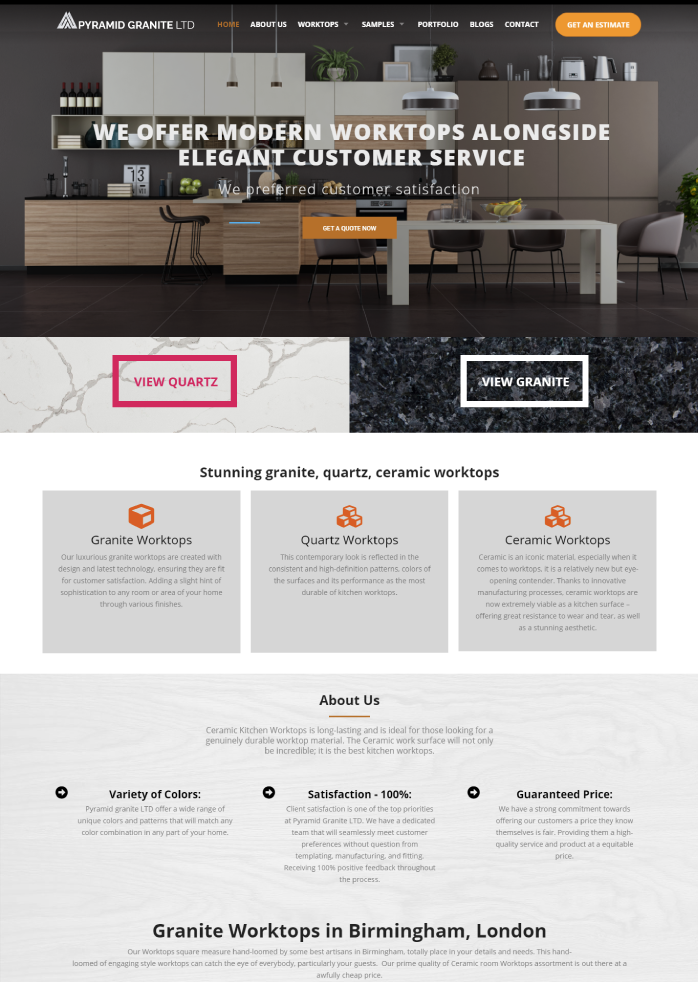 PYRAMID GRANITE LTD
HOME ABOUT US WORKTOPS SAMPLES PORTFOLIO BLOGS CONTACT GET AN ESTIMATE
13
WE OFFER MODERN WORKTOPS ALONGSIDE
ELEGANT CUSTOMER SERVICE
We preferred customer satisfaction
GET A QUOTE NOW
VIEW QUARTZ
VIEW GRANITE
Stunning granite, quartz, ceramic worktops
Granite Worktops
Our luxurious granite worktops are created with
design and latest technology, ensuring they are fit
for customer satisfaction. Adding a slight hint of
sophistication to any room or area of your home
through various finishes.
Quartz Worktops
This contemporary look is reflected in the
consistent and high-definition patterns, colors of
the surfaces and its performance as the most
durable of kitchen worktops.
Ceramic Worktops
Ceramic is an iconic material, especially when it
comes to worktops, it is a relatively new but eye-
opening contender. Thanks to innovative
manufacturing processes, ceramic worktops are
now extremely viable as a kitchen surface –
offering great resistance to wear and tear, as well
as a stunning aesthetic.
About Us
Ceramic Kitchen Worktops is long-lasting and is ideal for those looking for a
genuinely durable worktop material. The Ceramic work surface will not only
be incredible; it is the best kitchen worktops.
Variety of Colors:
Pyramid granite LTD offer a wide range of
unique colors and patterns that will match any
color combination in any part of your home.
Satisfaction - 100%:
Client satisfaction is one of the top priorities
at Pyramid Granite LTD. We have a dedicated
team that will seamlessly meet customer
preferences without question from
templating, manufacturing, and fitting.
Receiving 100% positive feedback throughout
the process.
Guaranteed Price:
We have a strong commitment towards
offering our customers a price they know
themselves is fair. Providing them a high-
quality service and product at a equitable
price.
Granite Worktops in Birmingham, London
Our Worktops square measure hand-loomed by some best artisans in Birmingham, totally place in your details and needs. This hand-
loomed of engaging style worktops can catch the eye of everybody, particularly your guests.  Our prime quality of Ceramic room Worktops assortment is out there at a
awfully cheap price.